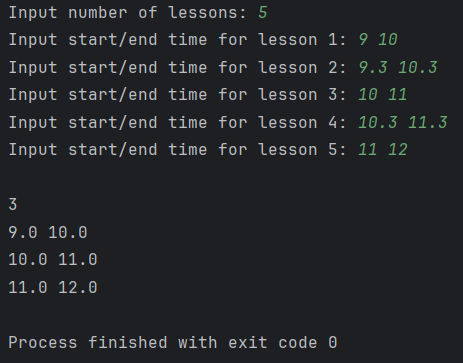 Input number of lessons: 5
Input start/end time for lesson 1: 9 10
Input start/end time for lesson 2: 9.3 10.3
Input start/end time for lesson 3: 10 11
Input start/end time for lesson 4: 10.3 11.3
Input start/end time for lesson 5: 11 12
3
9.0 10.0
10.0 11.0
11.0 12.0
Process finished with exit code 0